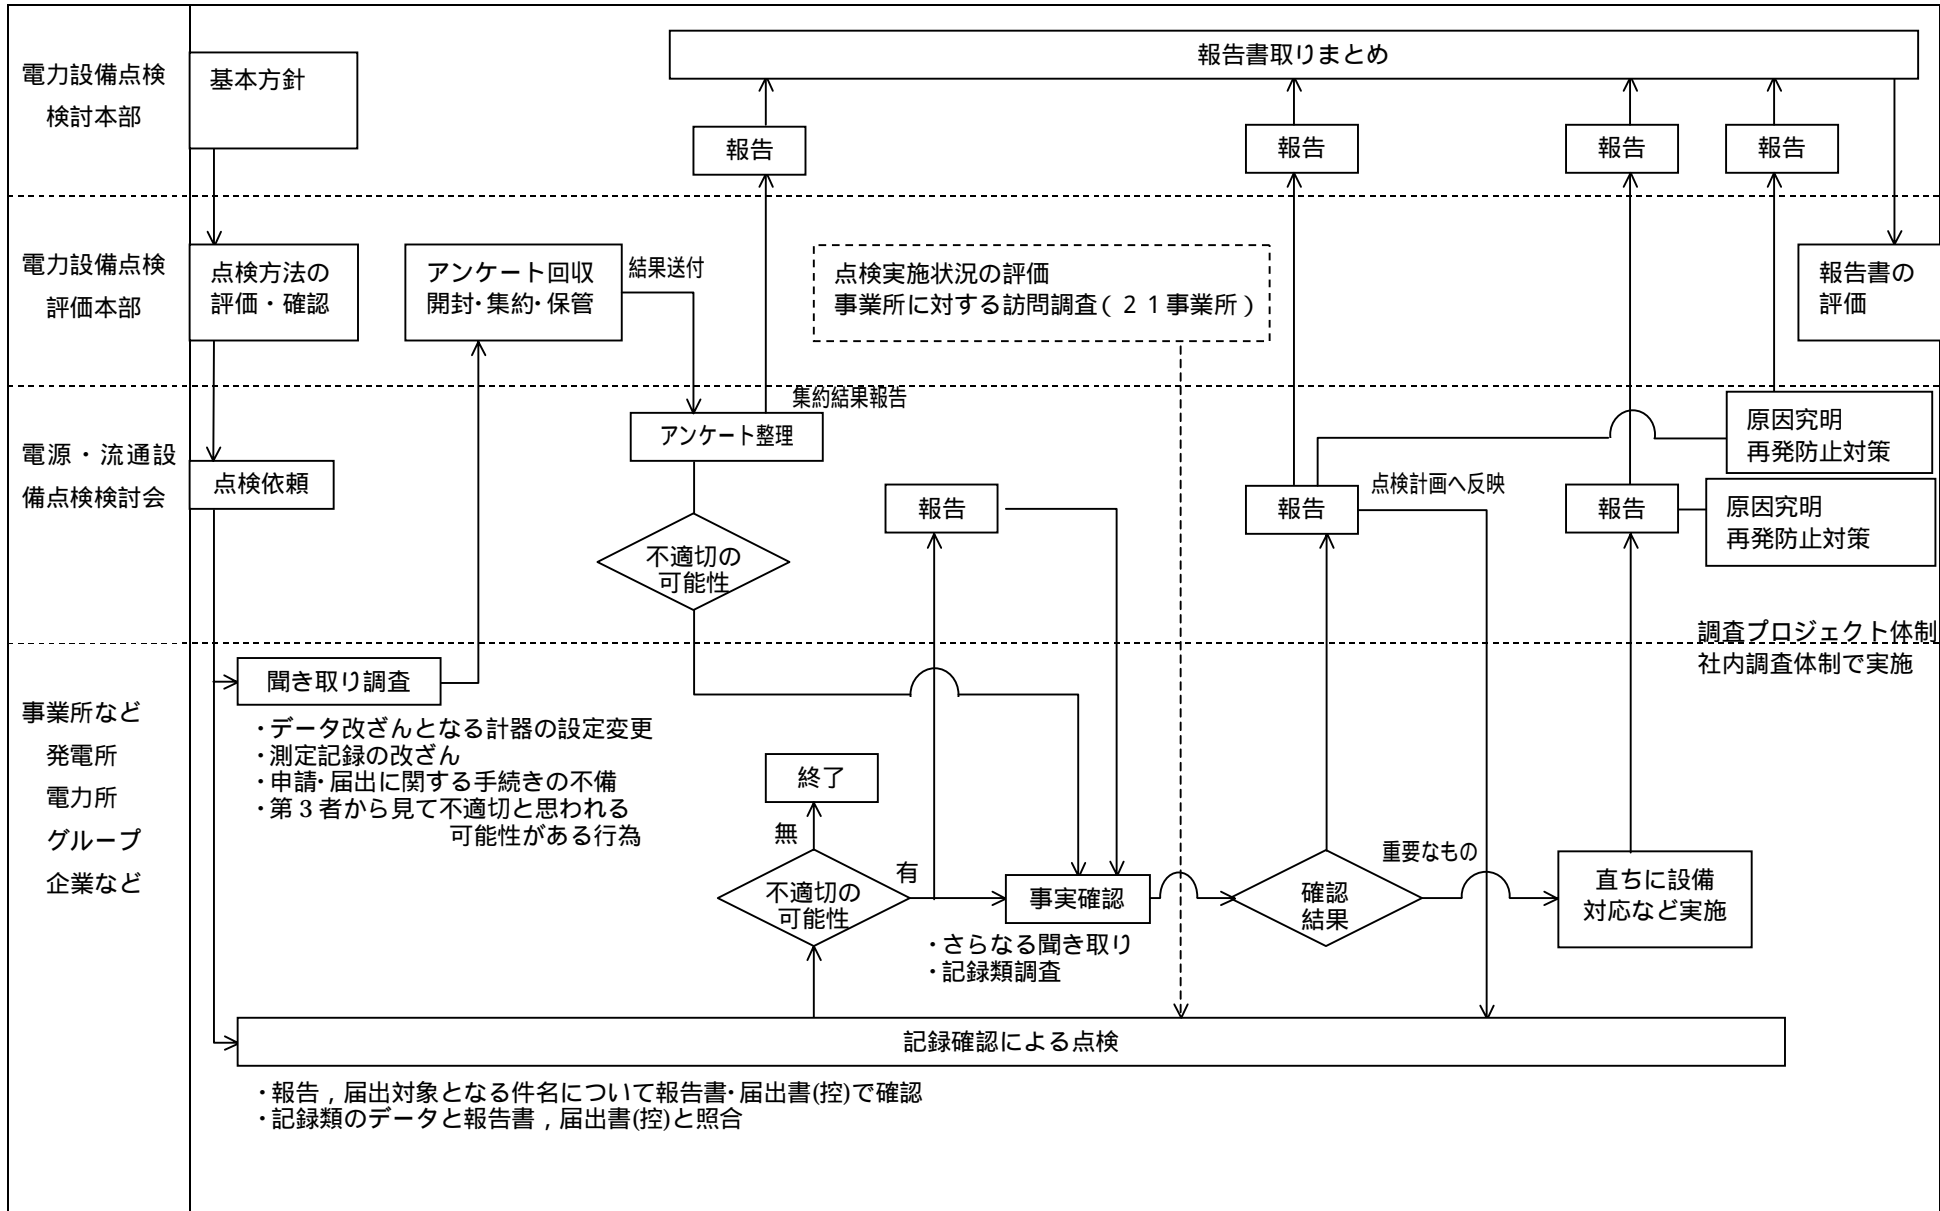 電力設備点検
検討本部
基本方針
報告書取りまとめ
報告
報告
報告
報告
電力設備点検
評価本部
点検方法の
評価・確認
アンケート回収
開封・集約・保管
結果送付
点検実施状況の評価
事業所に対する訪問調査(21事業所)
報告書の
評価
電源・流通設
備点検検討会
点検依頼
集約結果報告
アンケート整理
不適切の
可能性
報告
報告
点検計画へ反映
報告
原因究明
再発防止対策
原因究明
再発防止対策
調査プロジェクト体制
社内調査体制で実施
事業所など
発電所
電力所
グループ
企業など
聞き取り調査
・データ改ざんとなる計器の設定変更
・測定記録の改ざん
・申請・届出に関する手続きの不備
・第3者から見て不適切と思われる
可能性がある行為
終了
無
不適切の
可能性
有
事実確認
・さらなる聞き取り
・記録類調査
確認
結果
重要なもの
直ちに設備
対応など実施
記録確認による点検
・報告,届出対象となる件名について報告書・届出書(控)で確認
・記録類のデータと報告書,届出書(控)と照合